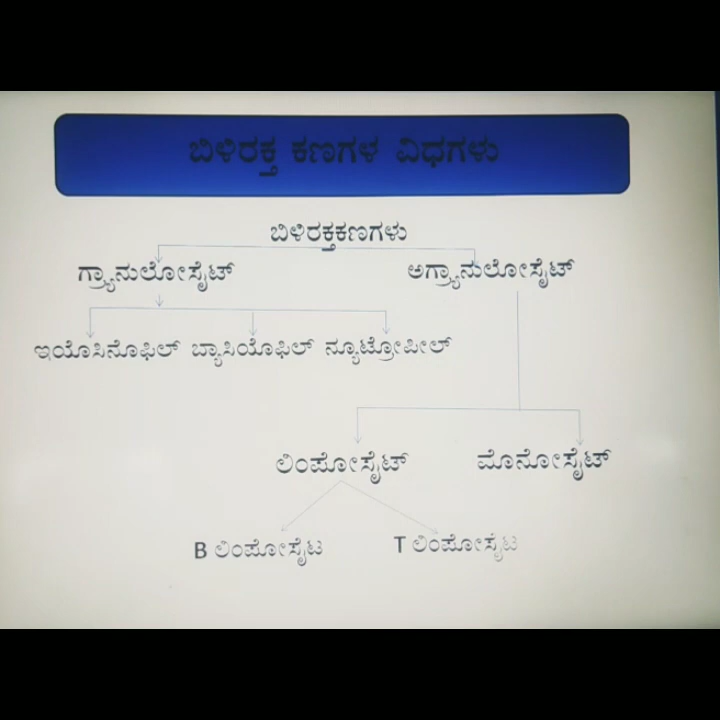 ಬಿಳಿರಕ್ತ ಕಣಗಳ ವಿಧಗಳು
ಬಿಳಿರಕ್ತಕಣಗಳು
ಗ್ರ್ಯಾನುಲೋಸೈಟ್ ಅಗ್ರ್ಯಾನುಲೋಸೈಟ್
ಇಯೊಸಿನೊಫಿಲ್ ಬ್ಯಾಸಿಯೊಫಿಲ್ ನ್ಯೂಟ್ರೋಪೀಲ್
ಲಿಂಪೋಸೈಟ್ ಮೊನೋಸೈಟ್
B ಲಿಂಪೋಸೈಟ T ಲಿಂಪೋಸೈಟ